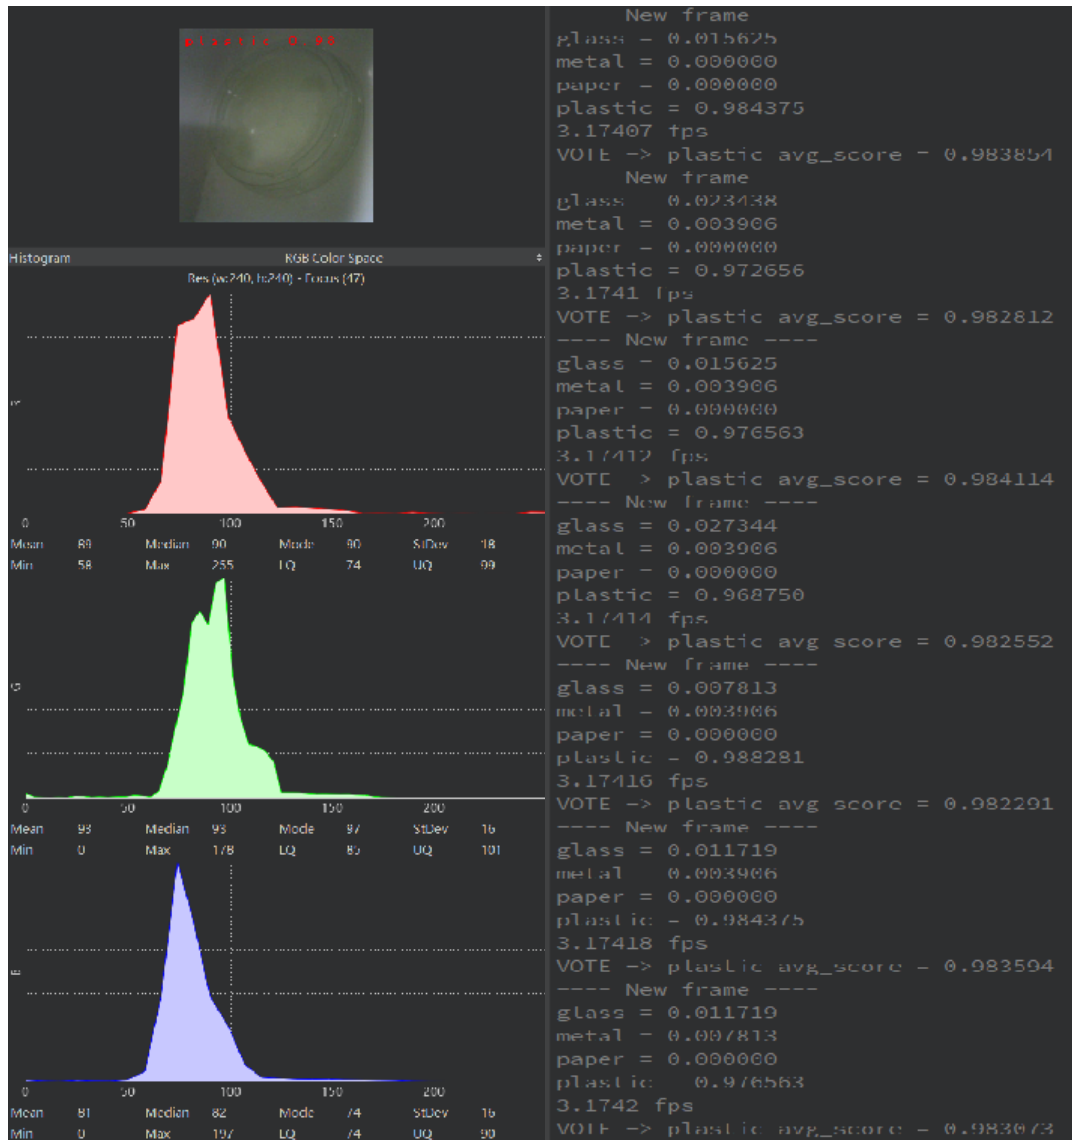 plastic 0.98
Histogram RGB Color Space
Res (w:240, h:240) - Focus (47)
R
0 50 100 150 200
Mean 89 Median 90 Mode 90 StDev 18
Min 58 Max 255 LQ 74 UQ 99
G
0 50 100 150 200
Mean 93 Median 93 Mode 97 StDev 16
Min 0 Max 178 LQ 85 UQ 101
B
0 50 100 150 200
Mean 81 Median 82 Mode 74 StDev 16
Min 0 Max 197 LQ 74 UQ 90
New frame
glass = 0.015625
metal = 0.000000
paper = 0.000000
plastic = 0.984375
3.17407 fps
VOTE -> plastic avg_score = 0.983854
New frame
glass 0.023438
metal = 0.003906
paper = 0.000000
plastic = 0.972656
3.1741 fps
VOTE -> plastic avg_score = 0.982812
---- New frame ----
glass = 0.015625
metal = 0.003906
paper = 0.000000
plastic = 0.976563
3.17412 fps
VOTE -> plastic avg_score = 0.984114
---- New frame ----
glass = 0.027344
metal = 0.003906
paper = 0.000000
plastic = 0.968750
3.17414 fps
VOTE -> plastic avg_score = 0.982552
---- New frame ----
glass = 0.007813
metal = 0.003906
paper = 0.000000
plastic = 0.988281
3.17416 fps
VOTE -> plastic avg_score = 0.982291
---- New frame ----
glass = 0.011719
metal 0.003906
paper = 0.000000
plastic = 0.984375
3.17418 fps
VOTE -> plastic avg_score = 0.983594
---- New frame ----
glass = 0.011719
metal = 0.007813
paper = 0.000000
plastic 0.976563
3.1742 fps
VOTE -> plastic avg_score = 0.983073